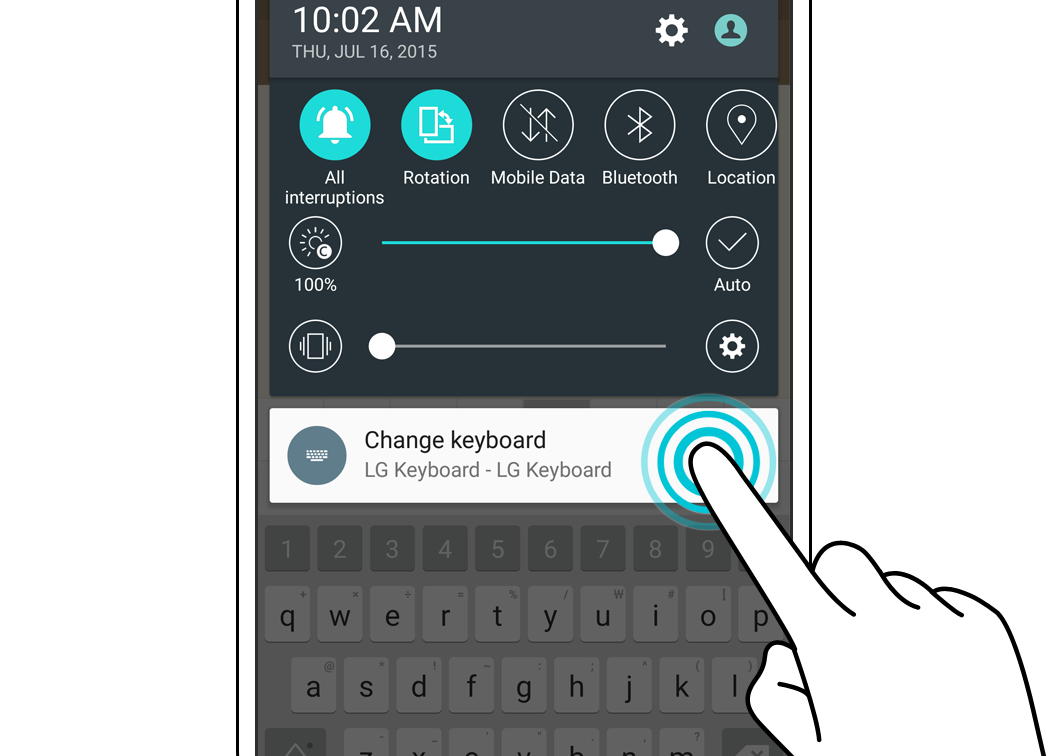 10:02 AM
THU, JUL 16, 2015
All
interruptions
Rotation
Mobile Data
Bluetooth
Location
C
100%
Auto
Change keyboard
LG Keyboard - LG Keyboard
1 2 3 4 5 6 7 8 9
+ × ÷ = % / ₩ # [
q w e r t y u i o p
@ * ! ~ : ; ^ ( )
a s d f g h j k l
- _ ' " , . ?
z x c v b n m